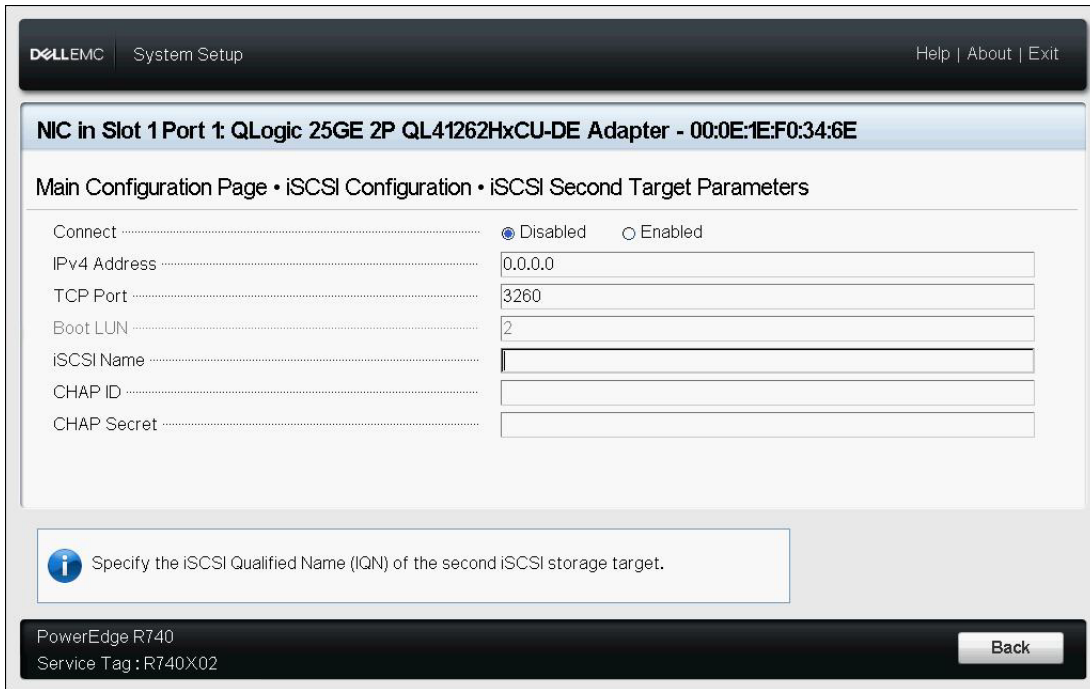 DELLEMC System Setup Help | About | Exit
NIC in Slot 1 Port 1: QLogic 25GE 2P QL41262HxCU-DE Adapter - 00:0E:1E:F0:34:6E
Main Configuration Page • iSCSI Configuration • iSCSI Second Target Parameters
Connect Disabled Enabled
IPv4 Address 0.0.0.0
TCP Port 3260
Boot LUN 2
iSCSI Name
CHAP ID
CHAP Secret
Specify the iSCSI Qualified Name (IQN) of the second iSCSI storage target.
PowerEdge R740
Service Tag : R740X02
Back